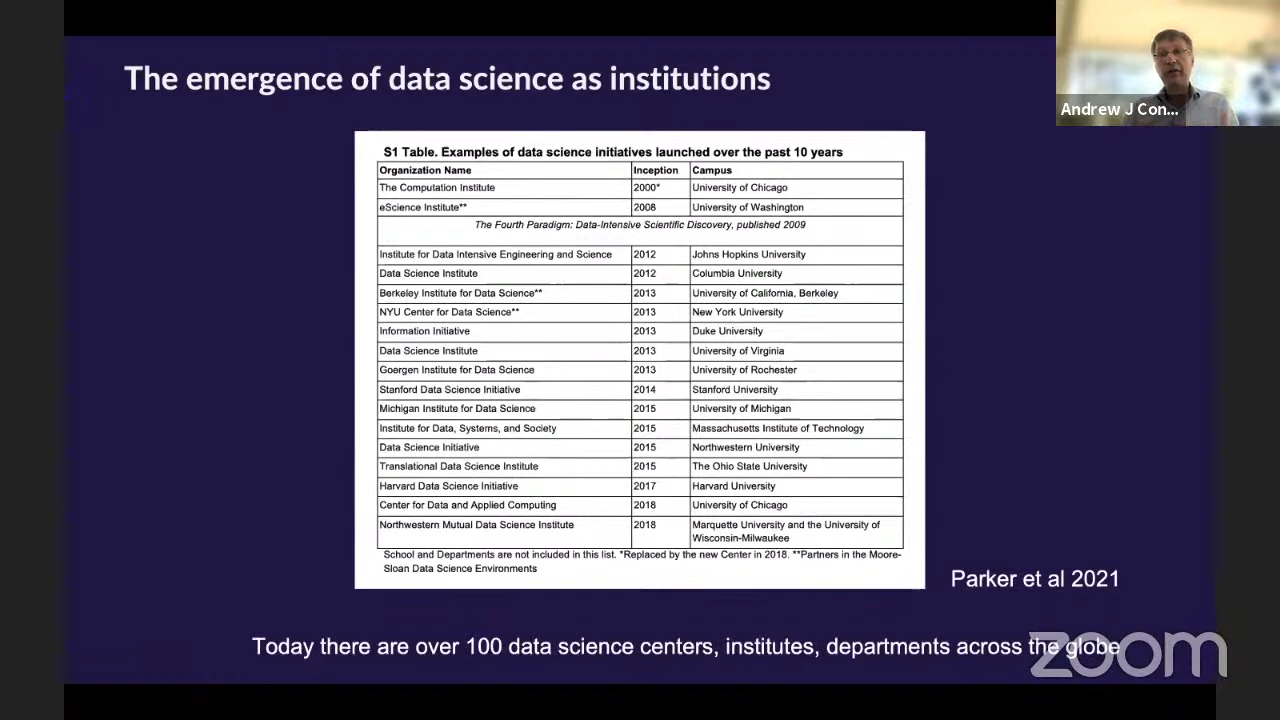 The emergence of data science as institutions
Andrew J Con...
S1 Table. Examples of data science initiatives launched over the past 10 years
Organization Name Inception Campus
The Computation Institute 2000* University of Chicago
eScience Institute** 2008 University of Washington
The Fourth Paradigm: Data-Intensive Scientific Discovery, published 2009
Institute for Data Intensive Engineering and Science 2012 Johns Hopkins University
Data Science Institute 2012 Columbia University
Berkeley Institute for Data Science** 2013 University of California, Berkeley
NYU Center for Data Science** 2013 New York University
Information Initiative 2013 Duke University
Data Science Institute 2013 University of Virginia
Goergen Institute for Data Science 2013 University of Rochester
Stanford Data Science Initiative 2014 Stanford University
Michigan Institute for Data Science 2015 University of Michigan
Institute for Data, Systems, and Society 2015 Massachusetts Institute of Technology
Data Science Initiative 2015 Northwestern University
Translational Data Science Institute 2015 The Ohio State University
Harvard Data Science Initiative 2017 Harvard University
Center for Data and Applied Computing 2018 University of Chicago
Northwestern Mutual Data Science Institute 2018 Marquette University and the University of
Wisconsin-Milwaukee
School and Departments are not included in this list. *Replaced by the new Center in 2018. **Partners in the Moore-
Sloan Data Science Environments
Parker et al 2021
Today there are over 100 data science centers, institutes, departments across the globe
zoom